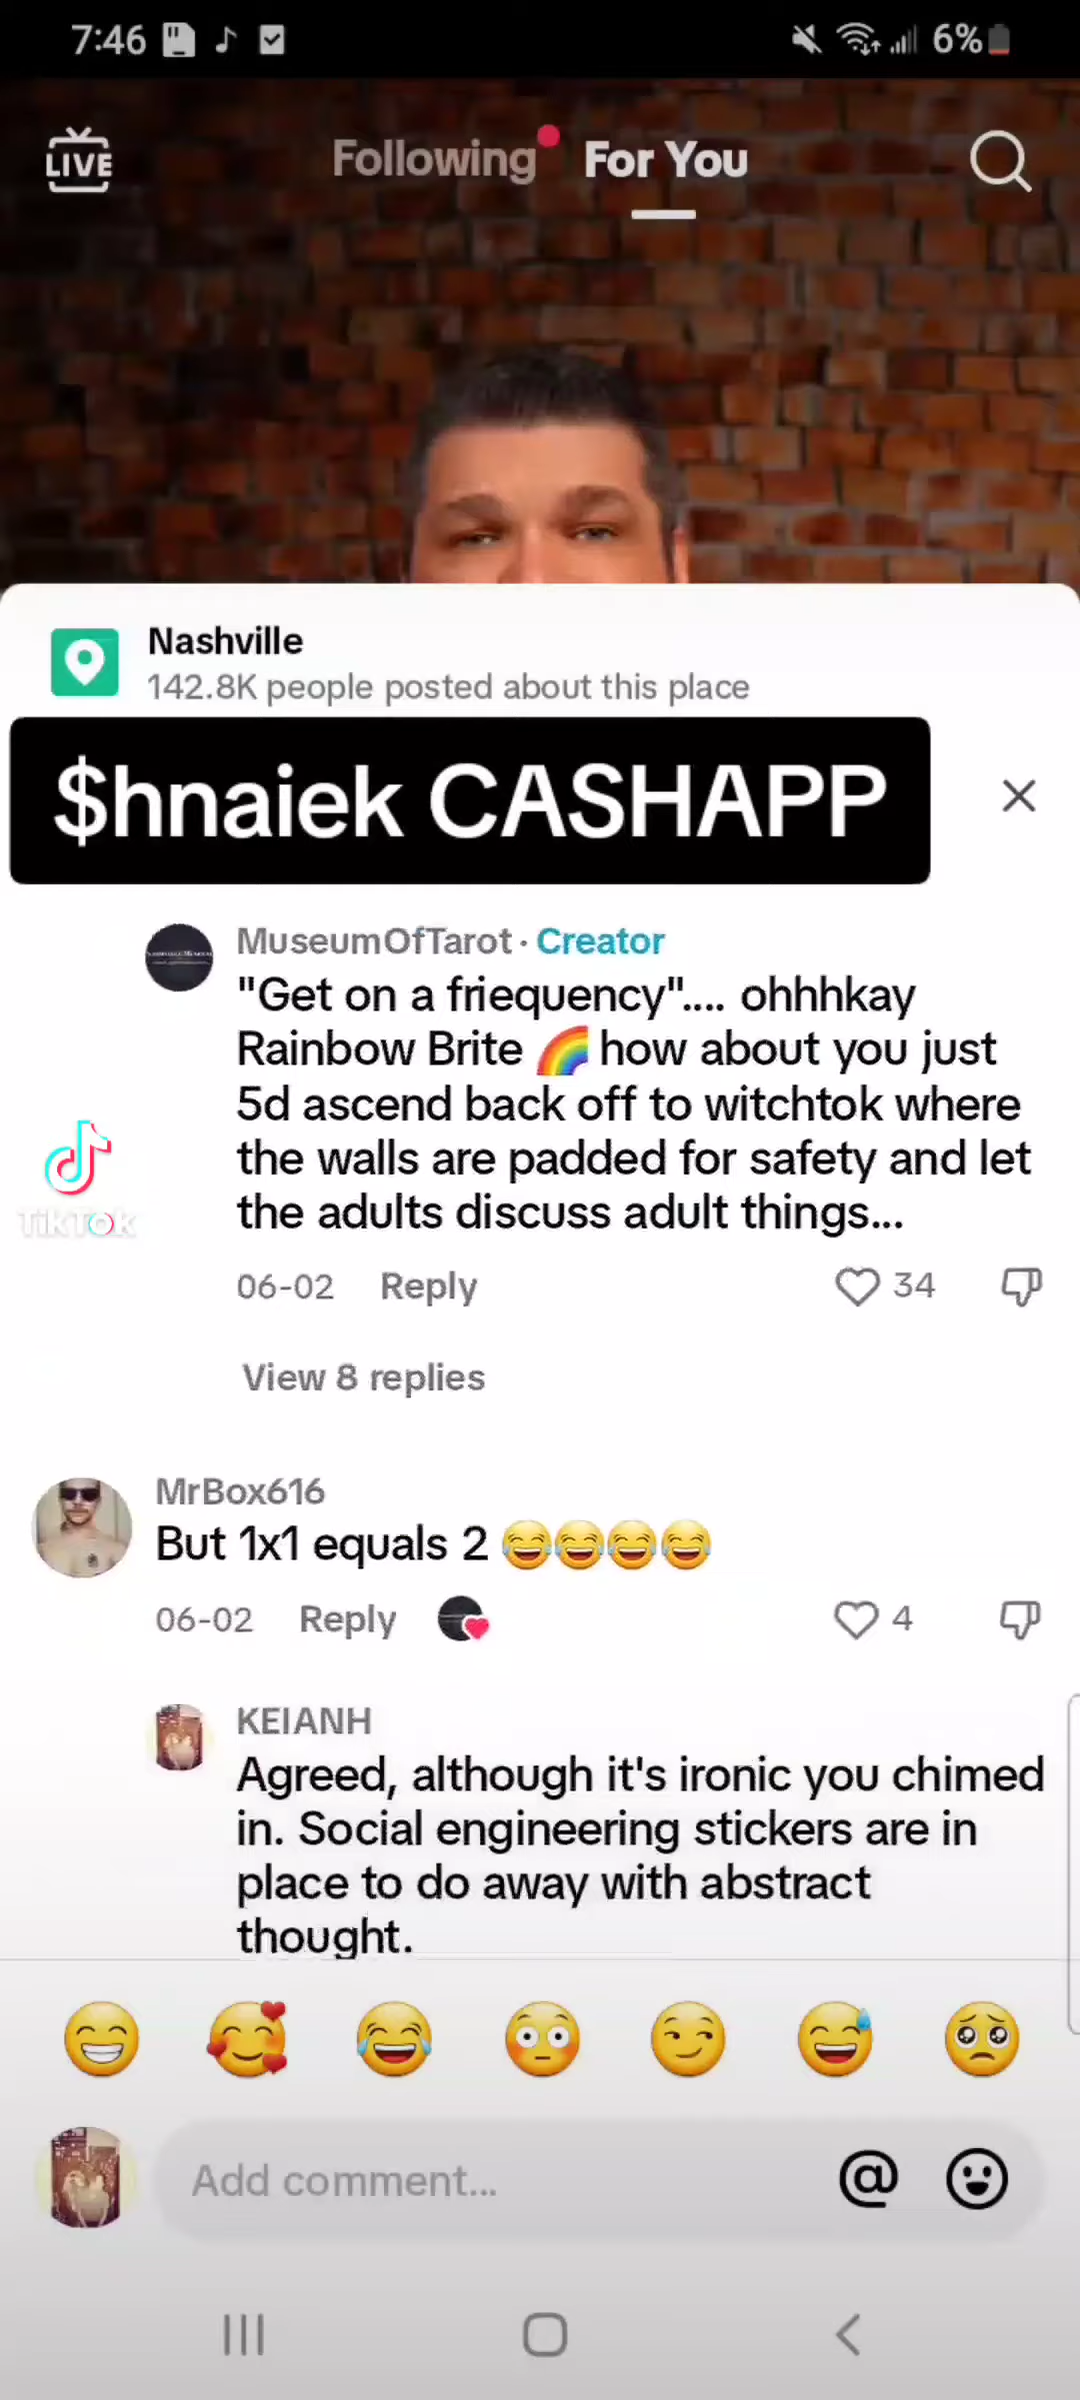 7:46 6%
LIVE Following For You
Nashville
142.8K people posted about this place
$hnaiek CASHAPP
MuseumOfTarot · Creator
"Get on a friequency".... ohhhkay
Rainbow Brite 🌈 how about you just
5d ascend back off to witchtok where
the walls are padded for safety and let
the adults discuss adult things...
TikTok
06-02 Reply 34
View 8 replies
MrBox616
But 1x1 equals 2 😂😂😂😂
06-02 Reply 4
KEIANH
Agreed, although it's ironic you chimed
in. Social engineering stickers are in
place to do away with abstract
thought.
Add comment...